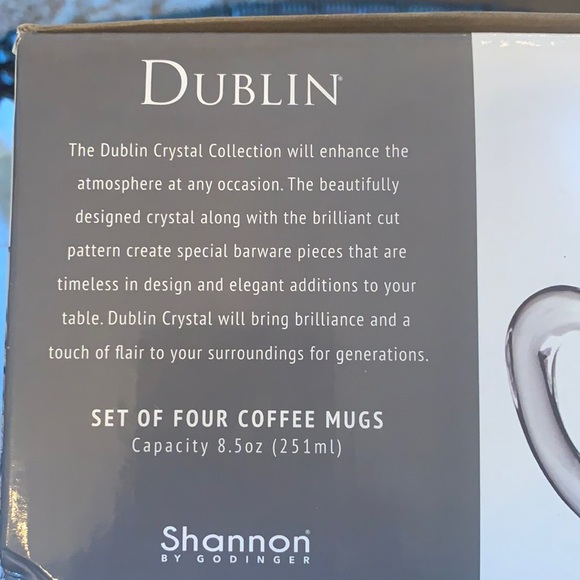 DUBLIN®
The Dublin Crystal Collection will enhance the
atmosphere at any occasion. The beautifully
designed crystal along with the brilliant cut
pattern create special barware pieces that are
timeless in design and elegant additions to your
table. Dublin Crystal will bring brilliance and a
touch of flair to your surroundings for generations.
SET OF FOUR COFFEE MUGS
Capacity 8.5oz (251ml)
Shannon®
BY GODINGER